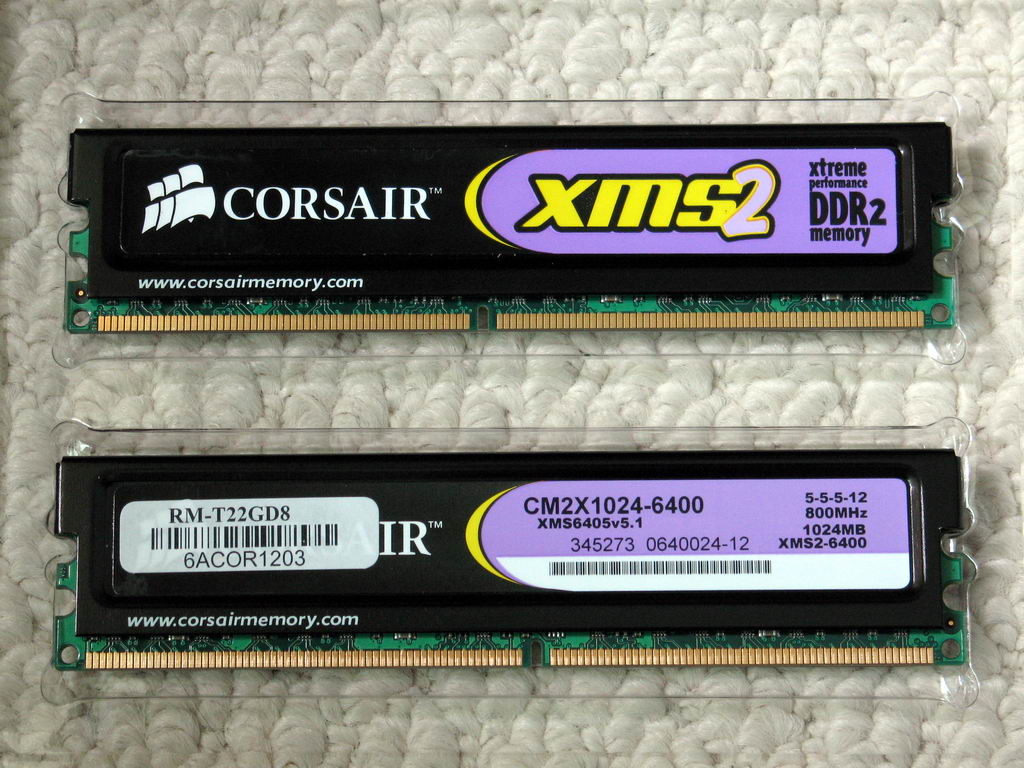 CORSAIR™
XMS2
xtreme
performance
DDR2
memory
www.corsairmemory.com
RM-T22GD8
6ACOR1203
AIR™
CM2X1024-6400
XMS6405v5.1
345273 0640024-12
5-5-5-12
800MHz
1024MB
XMS2-6400
www.corsairmemory.com